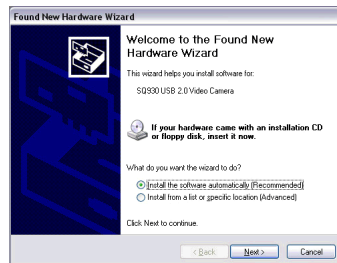 Found New Hardware Wizard
Welcome to the Found New
Hardware Wizard
This wizard helps you install software for:
SQ930 USB 2.0 Video Camera
If your hardware came with an installation CD
or floppy disk, insert it now.
What do you want the wizard to do?
Install the software automatically (Recommended)
Install from a list or specific location (Advanced)
Click Next to continue.
< Back Next > Cancel